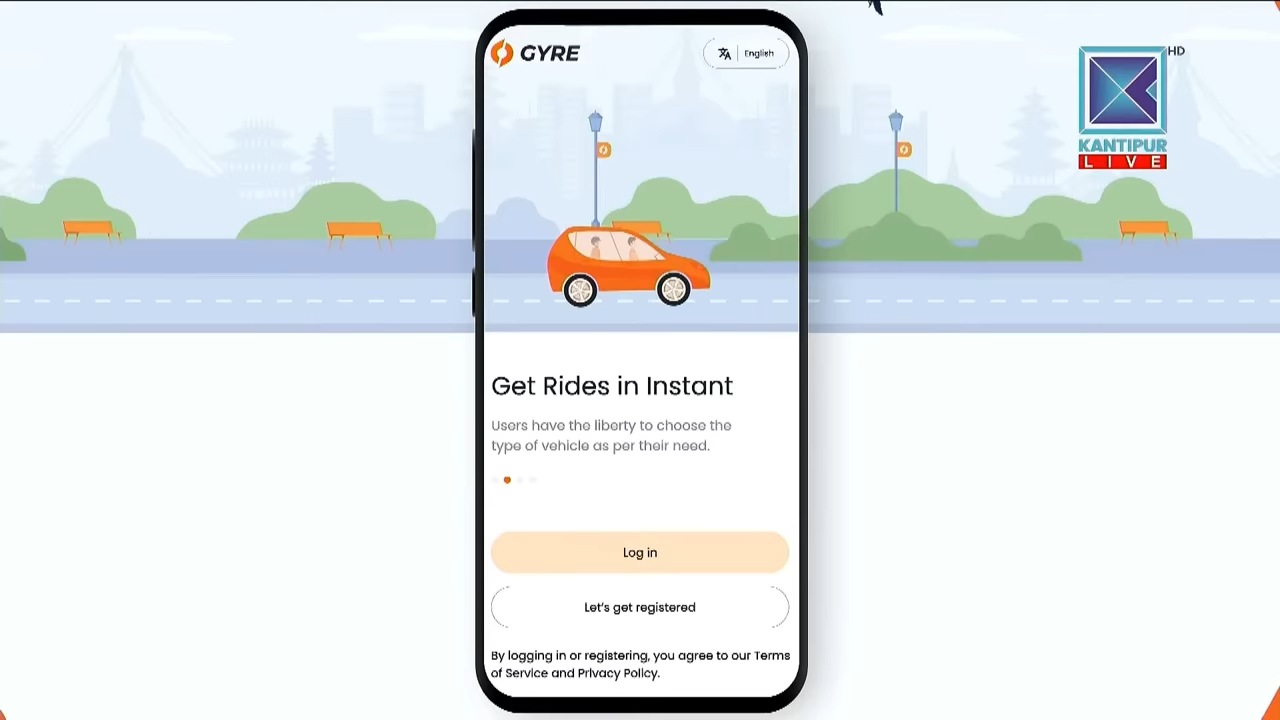 GYRE
English
HD
KANTIPUR
LIVE
Get Rides in Instant
Users have the liberty to choose the
type of vehicle as per their need.
Log in
Let's get registered
By logging in or registering, you agree to our Terms
of Service and Privacy Policy.